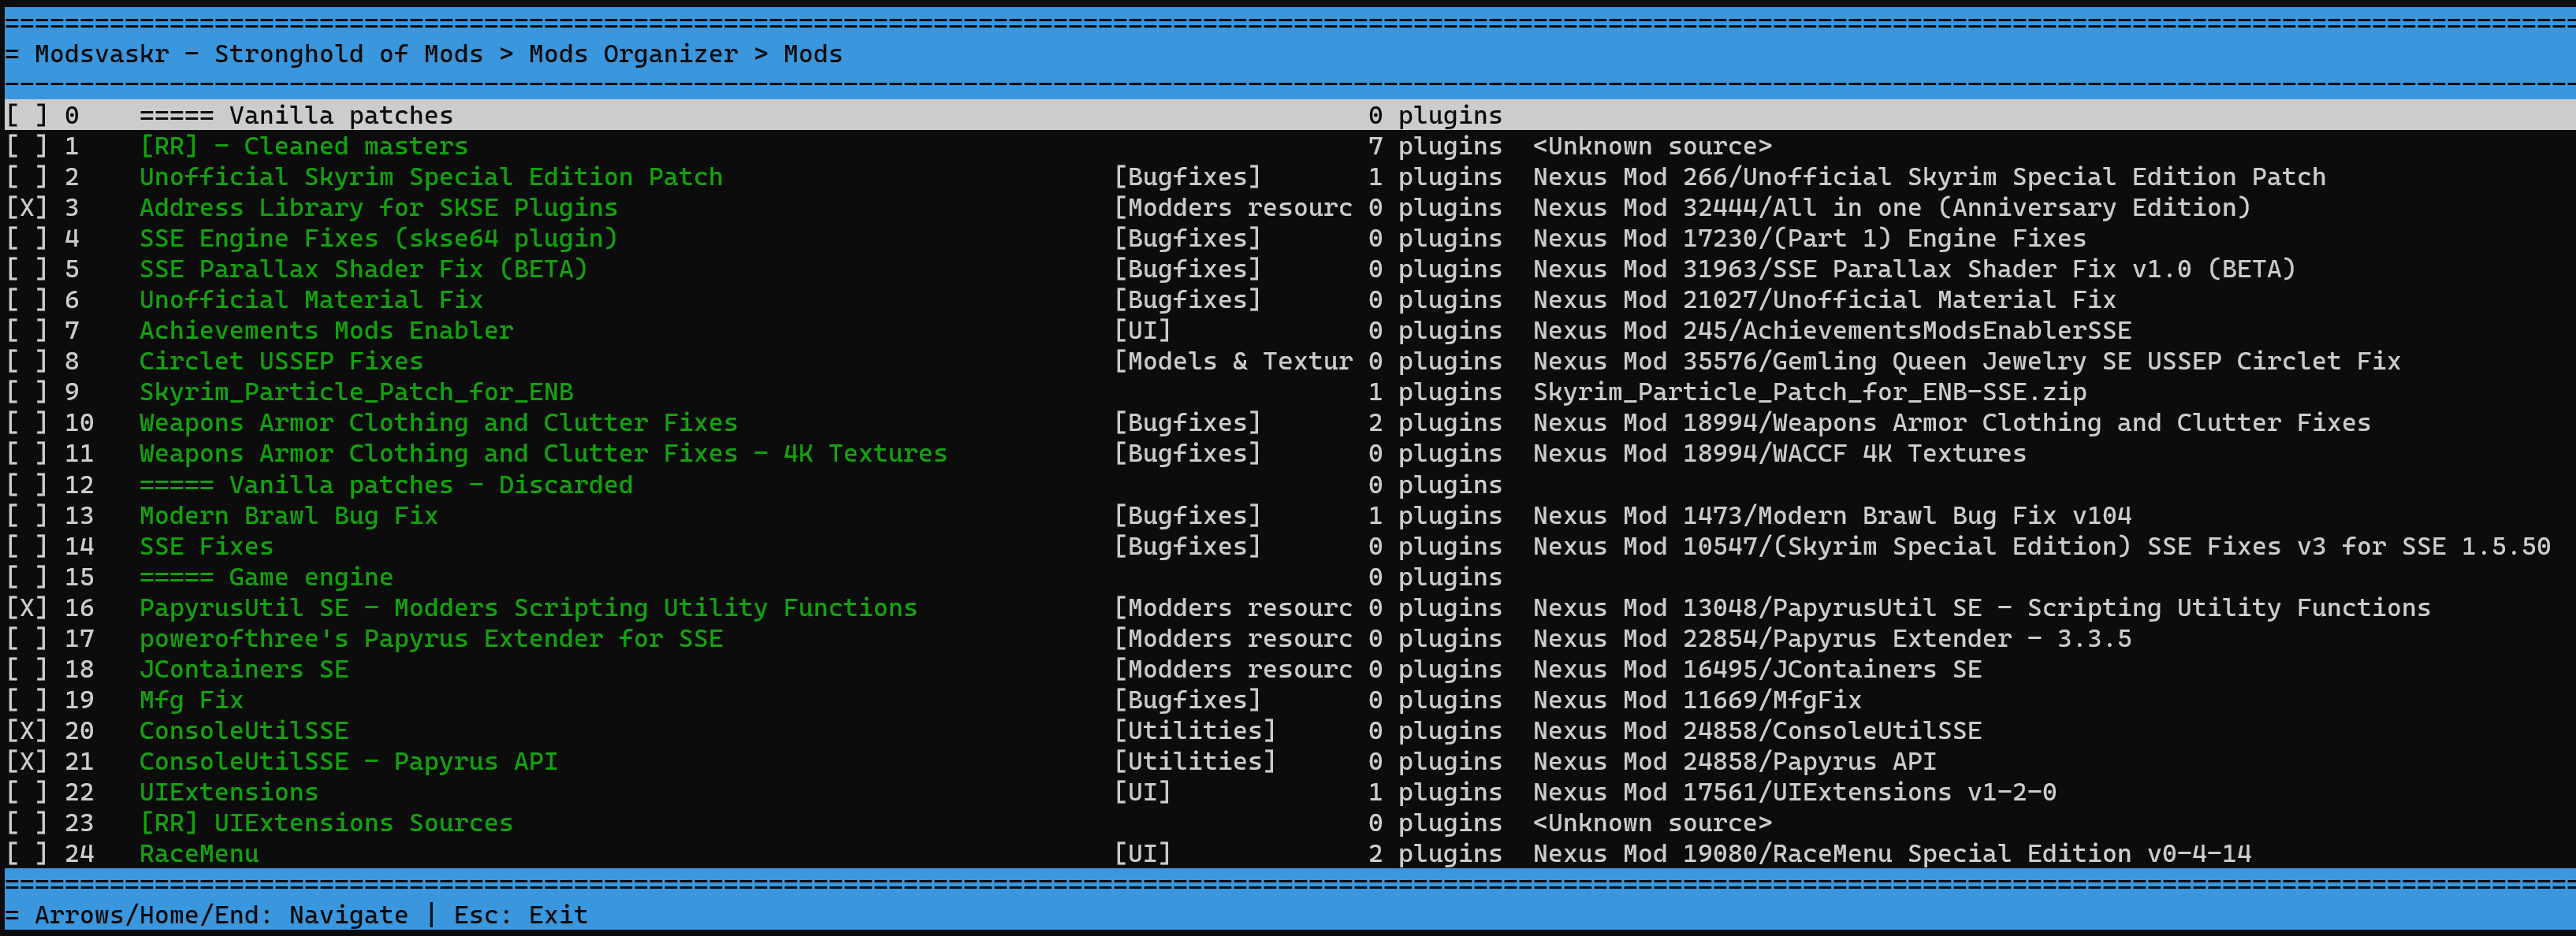 ================================================================================
= Modsvaskr - Stronghold of Mods > Mods Organizer > Mods
--------------------------------------------------------------------------------
[ ] 0 ===== Vanilla patches 0 plugins
[ ] 1 [RR] - Cleaned masters 7 plugins <Unknown source>
[ ] 2 Unofficial Skyrim Special Edition Patch [Bugfixes] 1 plugins Nexus Mod 266/Unofficial Skyrim Special Edition Patch
[X] 3 Address Library for SKSE Plugins [Modders resourc 0 plugins Nexus Mod 32444/All in one (Anniversary Edition)
[ ] 4 SSE Engine Fixes (skse64 plugin) [Bugfixes] 0 plugins Nexus Mod 17230/(Part 1) Engine Fixes
[ ] 5 SSE Parallax Shader Fix (BETA) [Bugfixes] 0 plugins Nexus Mod 31963/SSE Parallax Shader Fix v1.0 (BETA)
[ ] 6 Unofficial Material Fix [Bugfixes] 0 plugins Nexus Mod 21027/Unofficial Material Fix
[ ] 7 Achievements Mods Enabler [UI] 0 plugins Nexus Mod 245/AchievementsModsEnablerSSE
[ ] 8 Circlet USSEP Fixes [Models & Textur 0 plugins Nexus Mod 35576/Gemling Queen Jewelry SE USSEP Circlet Fix
[ ] 9 Skyrim_Particle_Patch_for_ENB 1 plugins Skyrim_Particle_Patch_for_ENB-SSE.zip
[ ] 10 Weapons Armor Clothing and Clutter Fixes [Bugfixes] 2 plugins Nexus Mod 18994/Weapons Armor Clothing and Clutter Fixes
[ ] 11 Weapons Armor Clothing and Clutter Fixes - 4K Textures [Bugfixes] 0 plugins Nexus Mod 18994/WACCF 4K Textures
[ ] 12 ===== Vanilla patches - Discarded 0 plugins
[ ] 13 Modern Brawl Bug Fix [Bugfixes] 1 plugins Nexus Mod 1473/Modern Brawl Bug Fix v104
[ ] 14 SSE Fixes [Bugfixes] 0 plugins Nexus Mod 10547/(Skyrim Special Edition) SSE Fixes v3 for SSE 1.5.50
[ ] 15 ===== Game engine 0 plugins
[X] 16 PapyrusUtil SE - Modders Scripting Utility Functions [Modders resourc 0 plugins Nexus Mod 13048/PapyrusUtil SE - Scripting Utility Functions
[ ] 17 powerofthree's Papyrus Extender for SSE [Modders resourc 0 plugins Nexus Mod 22854/Papyrus Extender - 3.3.5
[ ] 18 JContainers SE [Modders resourc 0 plugins Nexus Mod 16495/JContainers SE
[ ] 19 Mfg Fix [Bugfixes] 0 plugins Nexus Mod 11669/MfgFix
[X] 20 ConsoleUtilSSE [Utilities] 0 plugins Nexus Mod 24858/ConsoleUtilSSE
[X] 21 ConsoleUtilSSE - Papyrus API [Utilities] 0 plugins Nexus Mod 24858/Papyrus API
[ ] 22 UIExtensions [UI] 1 plugins Nexus Mod 17561/UIExtensions v1-2-0
[ ] 23 [RR] UIExtensions Sources 0 plugins <Unknown source>
[ ] 24 RaceMenu [UI] 2 plugins Nexus Mod 19080/RaceMenu Special Edition v0-4-14
================================================================================
= Arrows/Home/End: Navigate | Esc: Exit